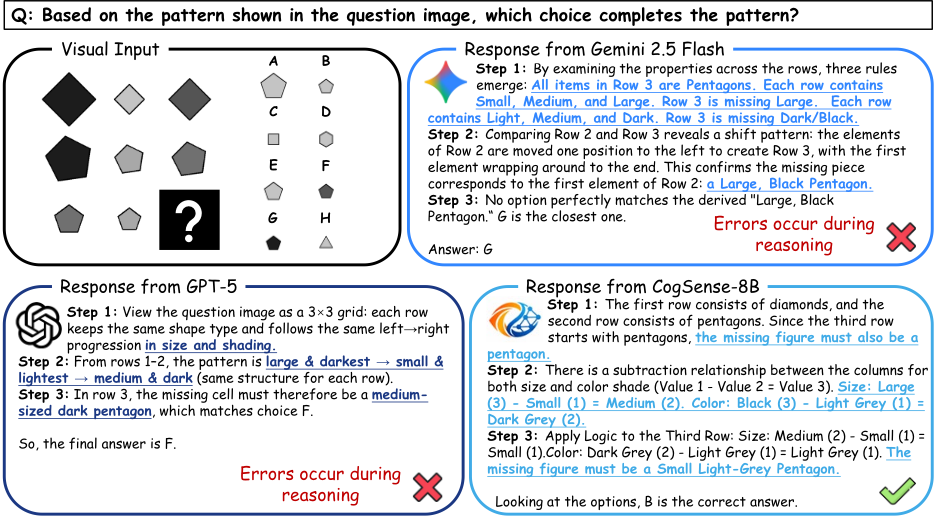 Q: Based on the pattern shown in the question image, which choice completes the pattern?
Visual Input
A B
C D
E F
G H
?
Response from Gemini 2.5 Flash
Step 1: By examining the properties across the rows, three rules
emerge: All items in Row 3 are Pentagons. Each row contains
Small, Medium, and Large. Row 3 is missing Large. Each row
contains Light, Medium, and Dark. Row 3 is missing Dark/Black.
Step 2: Comparing Row 2 and Row 3 reveals a shift pattern: the elements
of Row 2 are moved one position to the left to create Row 3, with the first
element wrapping around to the end. This confirms the missing piece
corresponds to the first element of Row 2: a Large, Black Pentagon.
Step 3: No option perfectly matches the derived "Large, Black
Pentagon." G is the closest one.
Answer: G
Errors occur during
reasoning
Response from GPT-5
Step 1: View the question image as a 3×3 grid: each row
keeps the same shape type and follows the same left→right
progression in size and shading.
Step 2: From rows 1–2, the pattern is large & darkest → small &
lightest → medium & dark (same structure for each row).
Step 3: In row 3, the missing cell must therefore be a medium-
sized dark pentagon, which matches choice F.
So, the final answer is F.
Errors occur during
reasoning
Response from CogSense-8B
Step 1: The first row consists of diamonds, and the
second row consists of pentagons. Since the third row
starts with pentagons, the missing figure must also be a
pentagon.
Step 2: There is a subtraction relationship between the columns for
both size and color shade (Value 1 - Value 2 = Value 3). Size: Large
(3) - Small (1) = Medium (2). Color: Black (3) - Light Grey (1) =
Dark Grey (2).
Step 3: Apply Logic to the Third Row: Size: Medium (2) - Small (1) =
Small (1).Color: Dark Grey (2) - Light Grey (1) = Light Grey (1). The
missing figure must be a Small Light-Grey Pentagon.
Looking at the options, B is the correct answer.